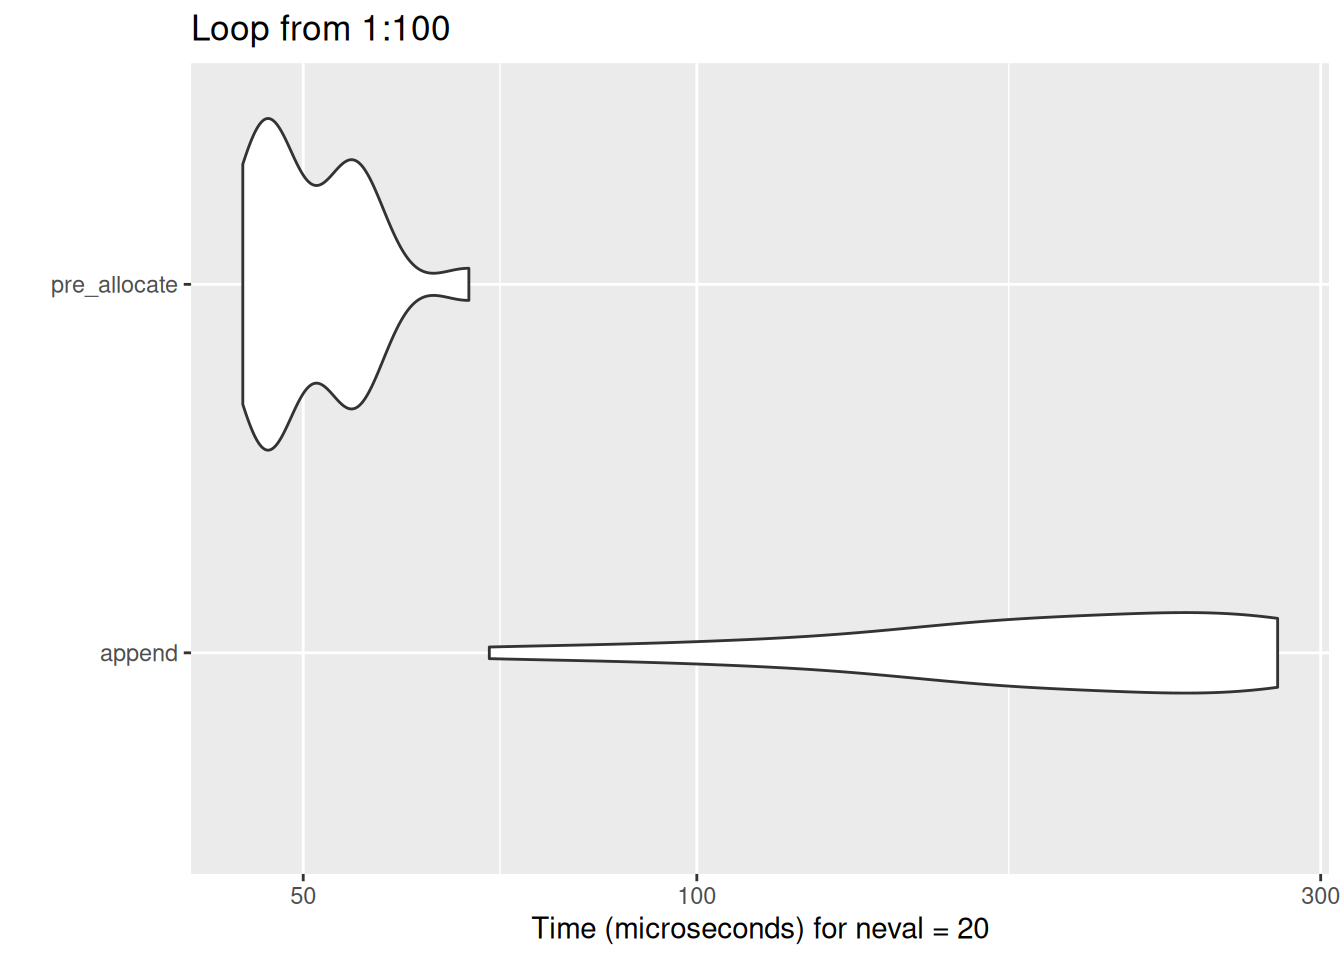 Loop from 1:100
pre_allocate
append
50
100
300
Time (microseconds) for neval = 20